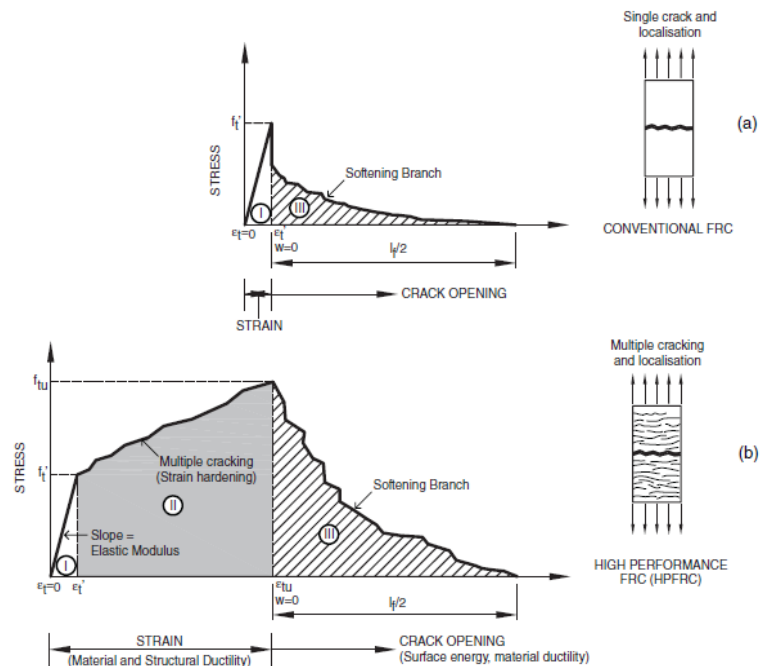 Single crack and
localisation
(a)
f_t'
STRESS
Softening Branch
I
III
ε_t=0
ε_t'
w=0
l_f/2
CONVENTIONAL FRC
CRACK OPENING
STRAIN
Multiple cracking
and localisation
(b)
f_tu
f_t'
STRESS
Multiple cracking
(Strain hardening)
II
Softening Branch
Slope =
Elastic Modulus
I
III
ε_t=0
ε_t'
ε_tu
w=0
l_f/2
HIGH PERFORMANCE
FRC (HPFRC)
STRAIN
(Material and Structural Ductility)
CRACK OPENING
(Surface energy, material ductility)